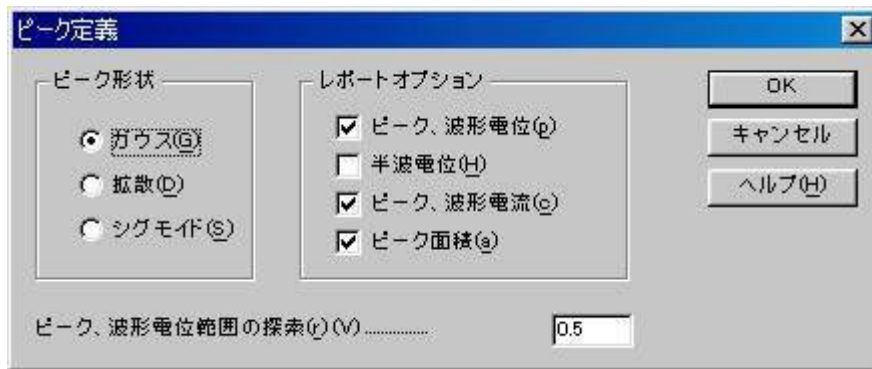 ピーク定義
ピーク形状
ガウス(G)
拡散(D)
シグモイド(S)
レポートオプション
ピーク、波形電位(p)
半波電位(H)
ピーク、波形電流(c)
ピーク面積(a)
OK
キャンセル
ヘルプ(H)
ピーク、波形電位範囲の探索(r)(V)..............
0.5